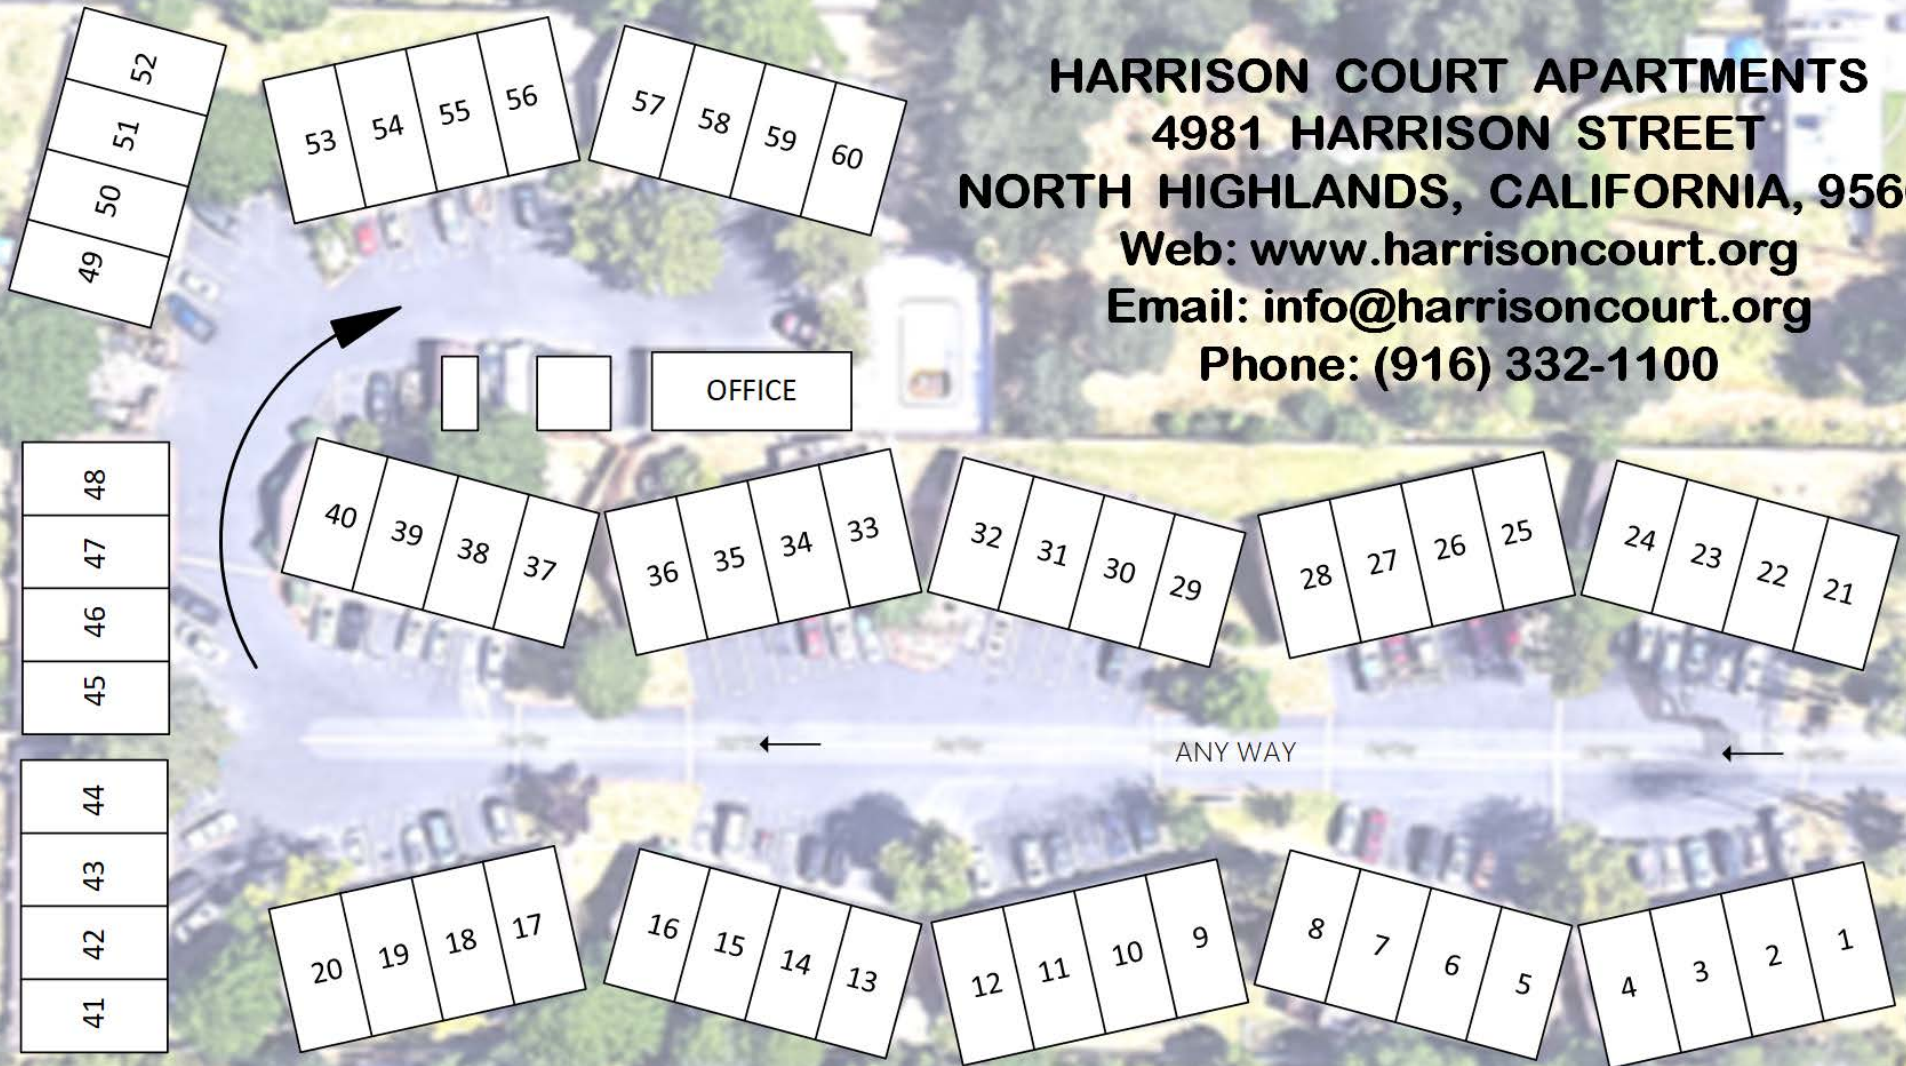 52
51
50
49
53 54 55 56
57 58 59 60
HARRISON COURT APARTMENTS
4981 HARRISON STREET
NORTH HIGHLANDS, CALIFORNIA,
Web: www.harrisoncourt.org
Email: info@harrisoncourt.org
Phone: (916) 332-1100
OFFICE
48
47
46
45
40 39 38 37
36 35 34 33
32 31 30 29
28 27 26 25
24 23 22 21
ANY WAY
44
43
42
41
20 19 18 17
16 15 14 13
12 11 10 9
8 7 6 5
4 3 2 1